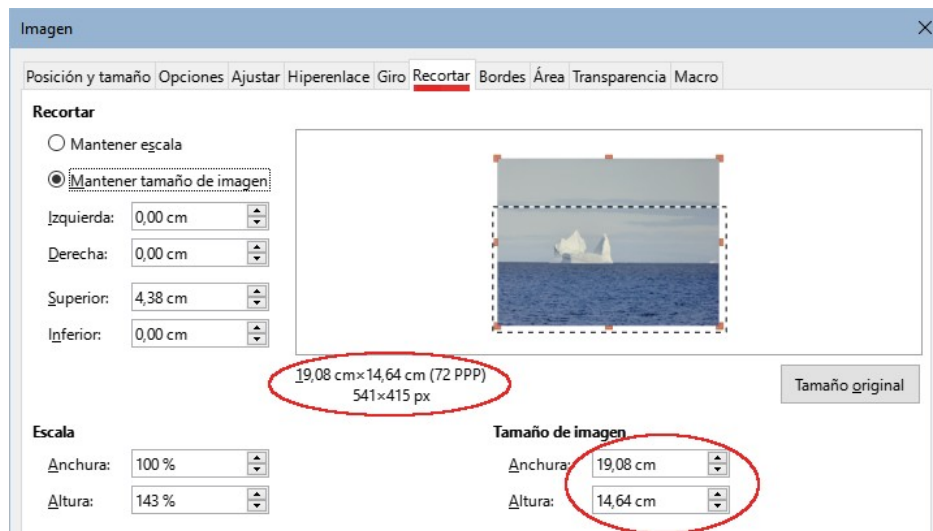 Imagen
Posición y tamaño Opciones Ajustar Hiperenlace Giro Recortar Bordes Área Transparencia Macro
Recortar
Mantener escala
Mantener tamaño de imagen
Izquierda: 0,00 cm
Derecha: 0,00 cm
Superior: 4,38 cm
Inferior: 0,00 cm
19,08 cm×14,64 cm (72 PPP)
541×415 px
Tamaño original
Escala
Anchura: 100 %
Altura: 143 %
Tamaño de imagen
Anchura: 19,08 cm
Altura: 14,64 cm